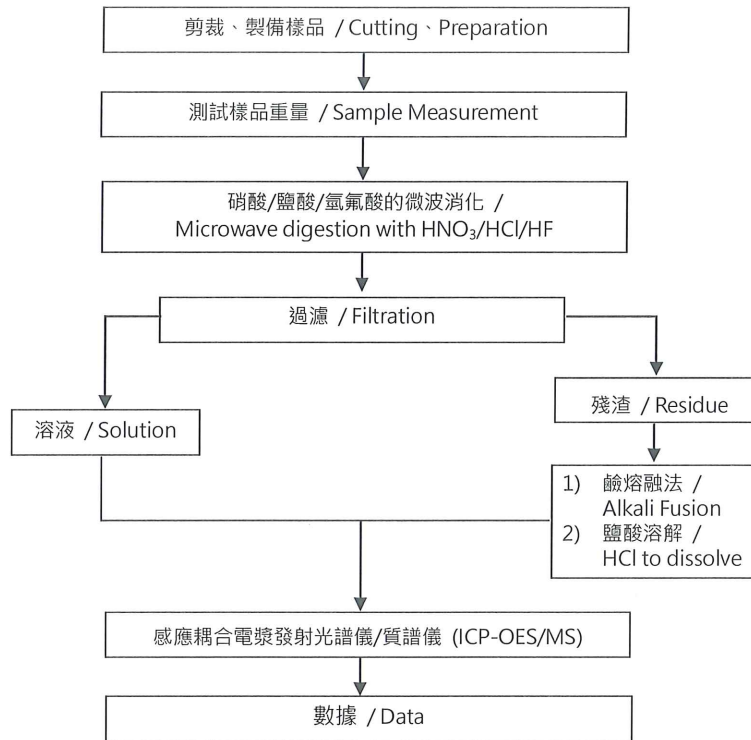 剪裁、製備樣品 / Cutting、Preparation
測試樣品重量 / Sample Measurement
硝酸/鹽酸/氫氟酸的微波消化 /
Microwave digestion with HNO₃/HCl/HF
過濾 / Filtration
溶液 / Solution
殘渣 / Residue
1) 鹼熔融法 /
Alkali Fusion
2) 鹽酸溶解 /
HCl to dissolve
感應耦合電漿發射光譜儀/質譜儀 (ICP-OES/MS)
數據 / Data